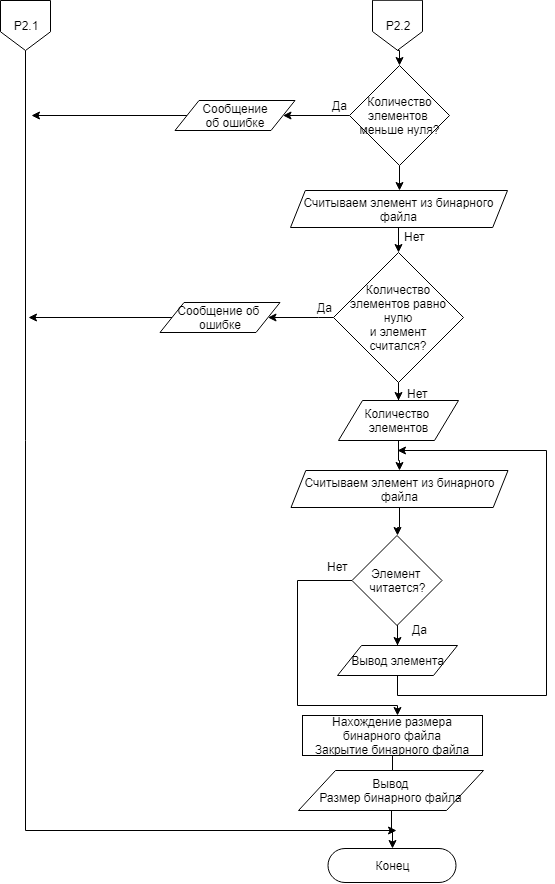 P2.1
P2.2
Количество
элементов
меньше нуля?
Да
Сообщение
об ошибке
Считываем элемент из бинарного
файла
Нет
Количество
элементов равно
нулю
и элемент
считался?
Да
Сообщение об
ошибке
Нет
Количество
элементов
Считываем элемент из бинарного
файла
Элемент
читается?
Нет
Да
Вывод элемента
Нахождение размера
бинарного файла
Закрытие бинарного файла
Вывод
Размер бинарного файла
Конец